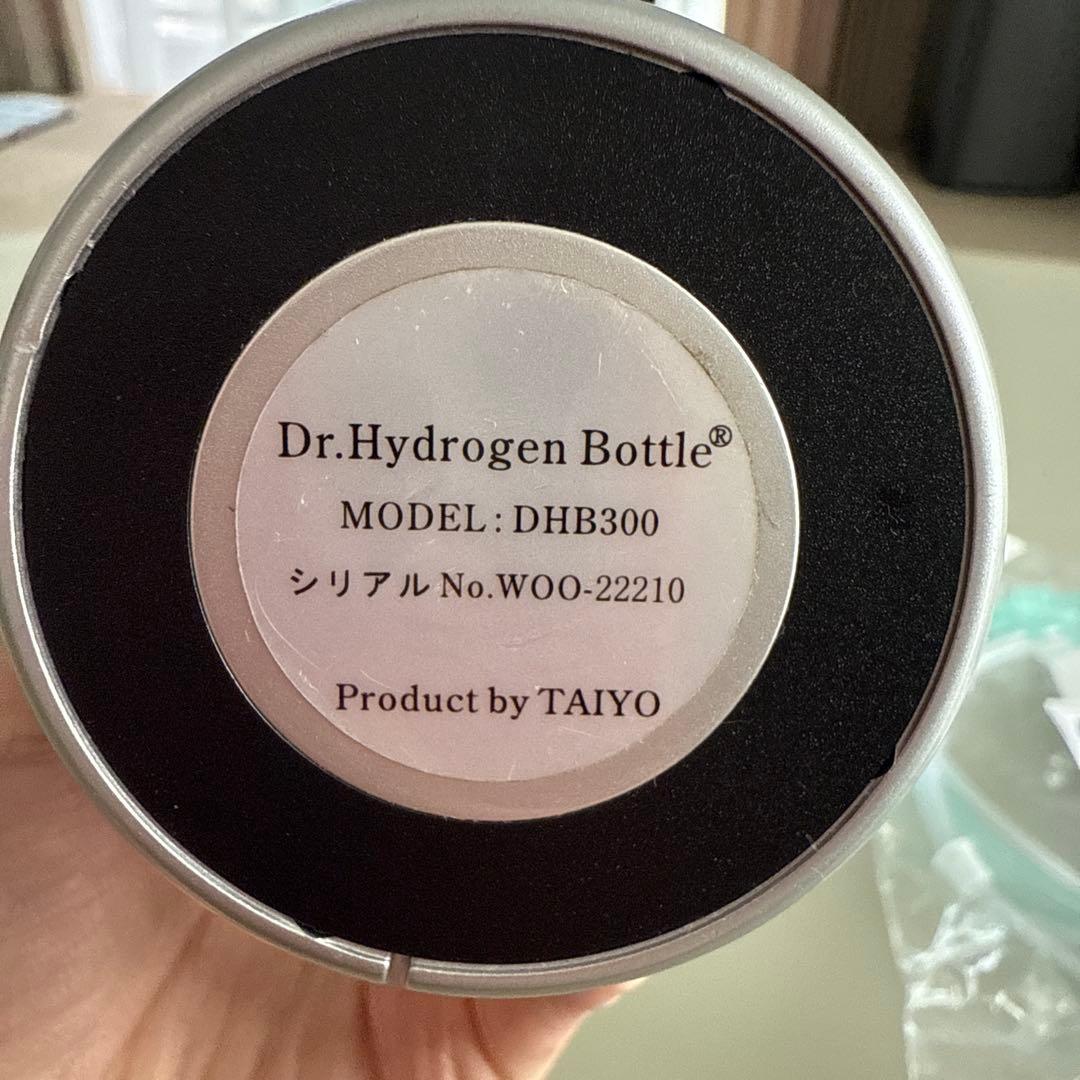 Dr.Hydrogen Bottle®
MODEL : DHB300
シリアル No.WOO-22210
Product by TAIYO